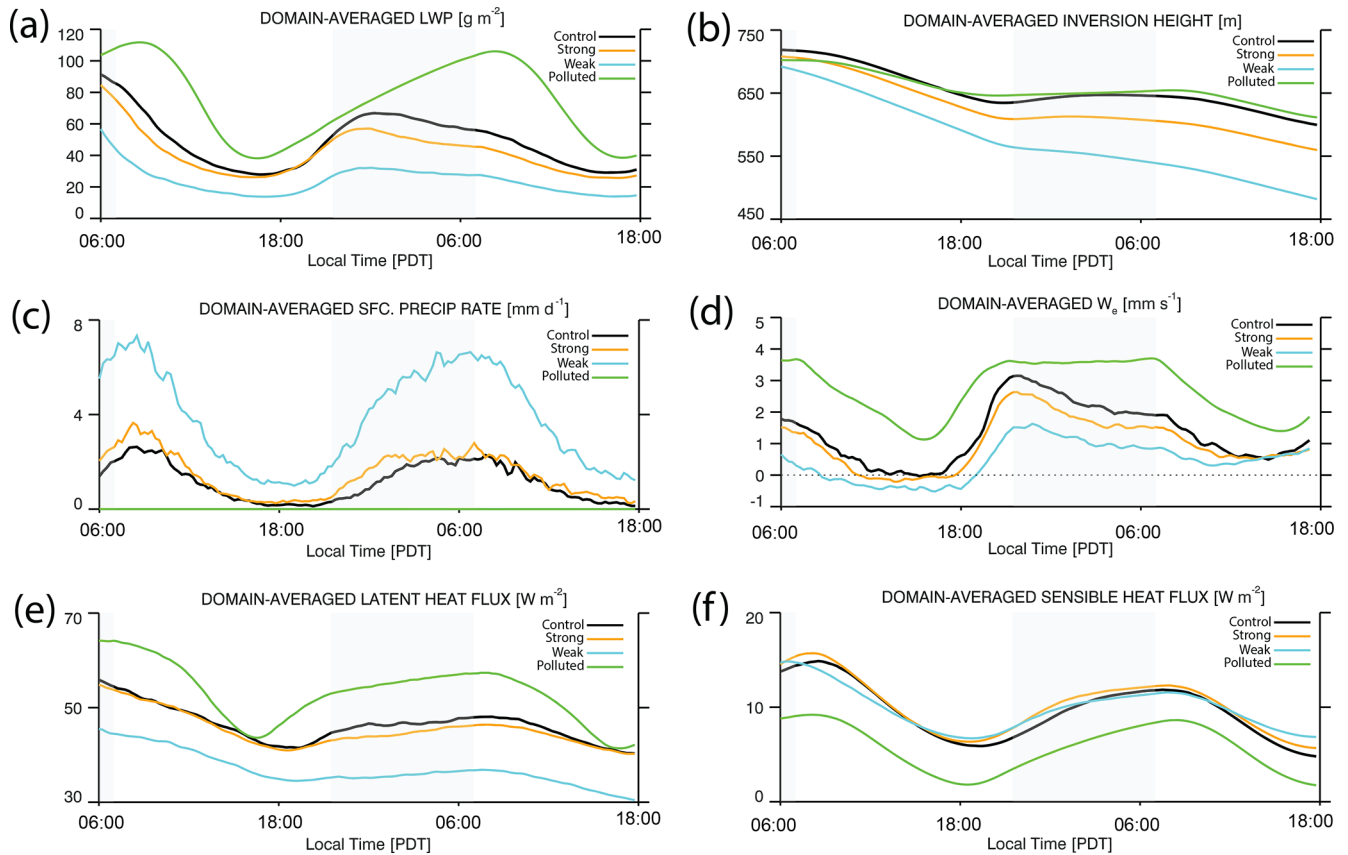 (a)
DOMAIN-AVERAGED LWP [g m⁻²]
120
100
80
60
40
20
0
Control
Strong
Weak
Polluted
06:00 18:00 06:00 18:00
Local Time [PDT]
(b)
DOMAIN-AVERAGED INVERSION HEIGHT [m]
750
650
550
450
Control
Strong
Weak
Polluted
06:00 18:00 06:00 18:00
Local Time [PDT]
(c)
DOMAIN-AVERAGED SFC. PRECIP RATE [mm d⁻¹]
8
4
0
Control
Strong
Weak
Polluted
06:00 18:00 06:00 18:00
Local Time [PDT]
(d)
DOMAIN-AVERAGED Wₑ [mm s⁻¹]
5
4
3
2
1
0
-1
Control
Strong
Weak
Polluted
06:00 18:00 06:00 18:00
Local Time [PDT]
(e)
DOMAIN-AVERAGED LATENT HEAT FLUX [W m⁻²]
70
50
30
Control
Strong
Weak
Polluted
06:00 18:00 06:00 18:00
Local Time [PDT]
(f)
DOMAIN-AVERAGED SENSIBLE HEAT FLUX [W m⁻²]
20
10
0
Control
Strong
Weak
Polluted
06:00 18:00 06:00 18:00
Local Time [PDT]